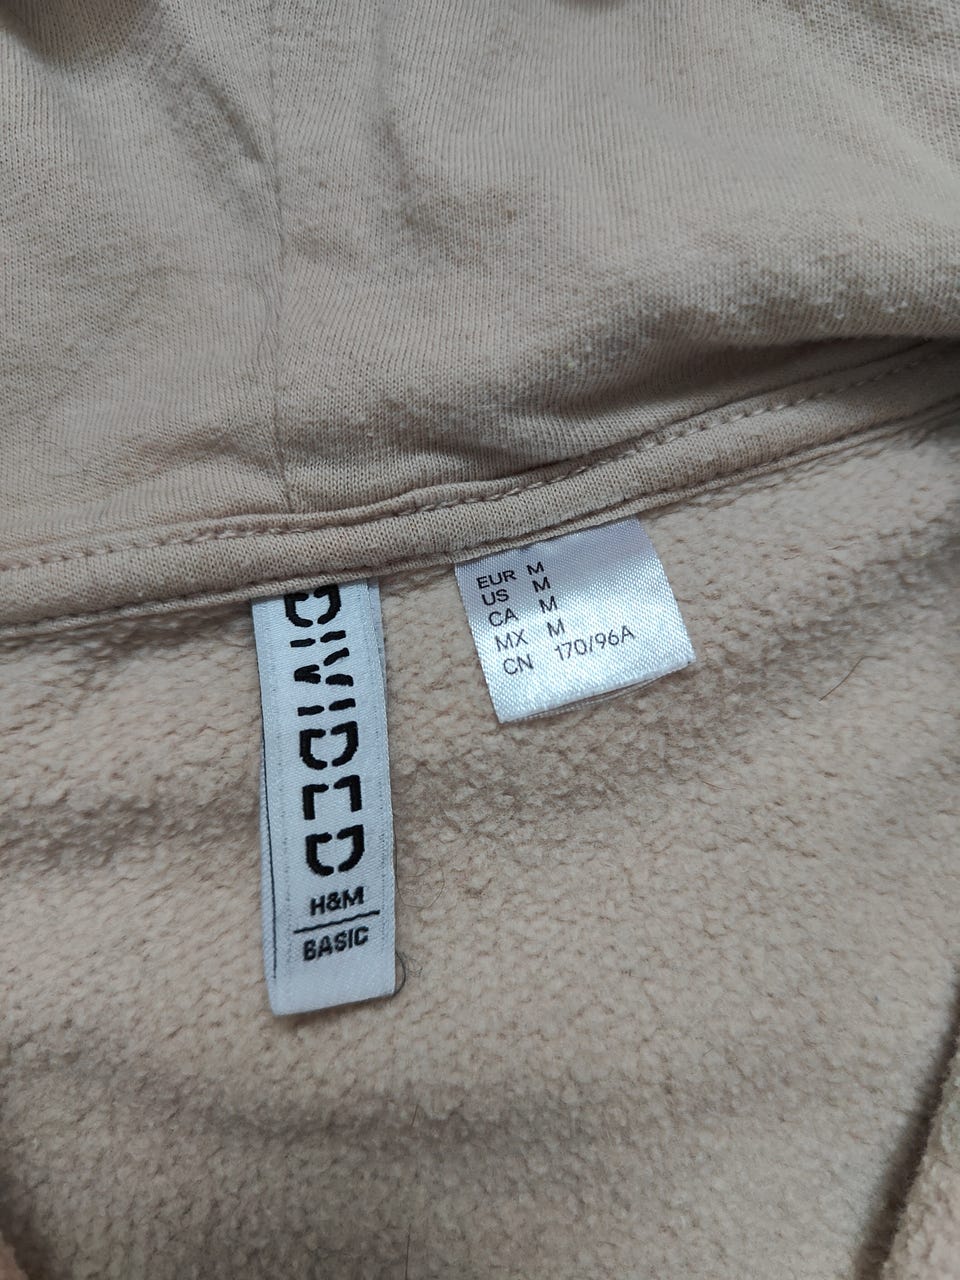 DIVIDED
H&M
BASIC
EUR M
US M
CA M
MX M
CN 170/96A